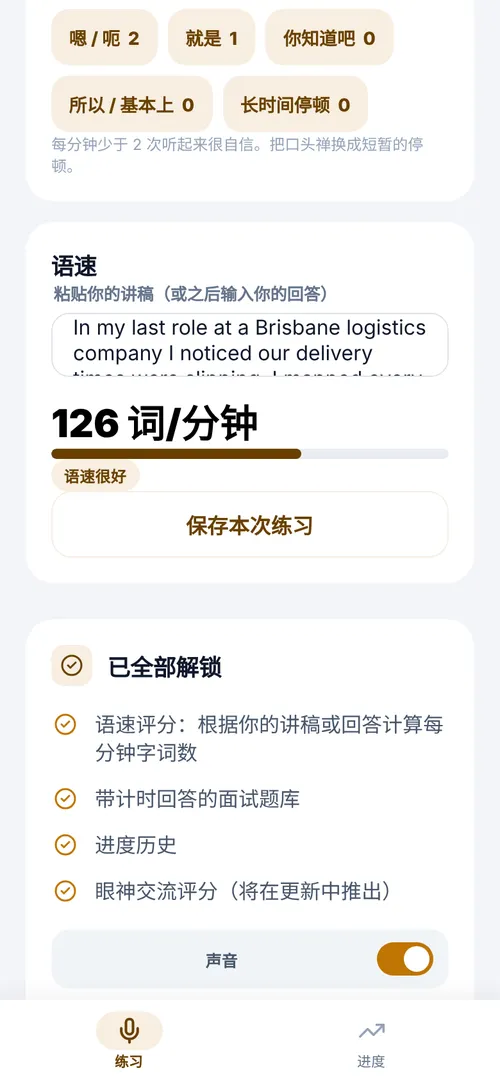 嗯 / 呃 2
就是 1
你知道吧 0
所以 / 基本上 0
长时间停顿 0
每分钟少于 2 次听起来很自信。把口头禅换成短暂的停
顿。
语速
粘贴你的讲稿（或之后输入你的回答）
In my last role at a Brisbane logistics
company I noticed our delivery
times were slipping. I mapped every
126 词/分钟
语速很好
保存本次练习
已全部解锁
语速评分：根据你的讲稿或回答计算每
分钟字词数
带计时回答的面试题库
进度历史
眼神交流评分（将在更新中推出）
声音
练习
进度